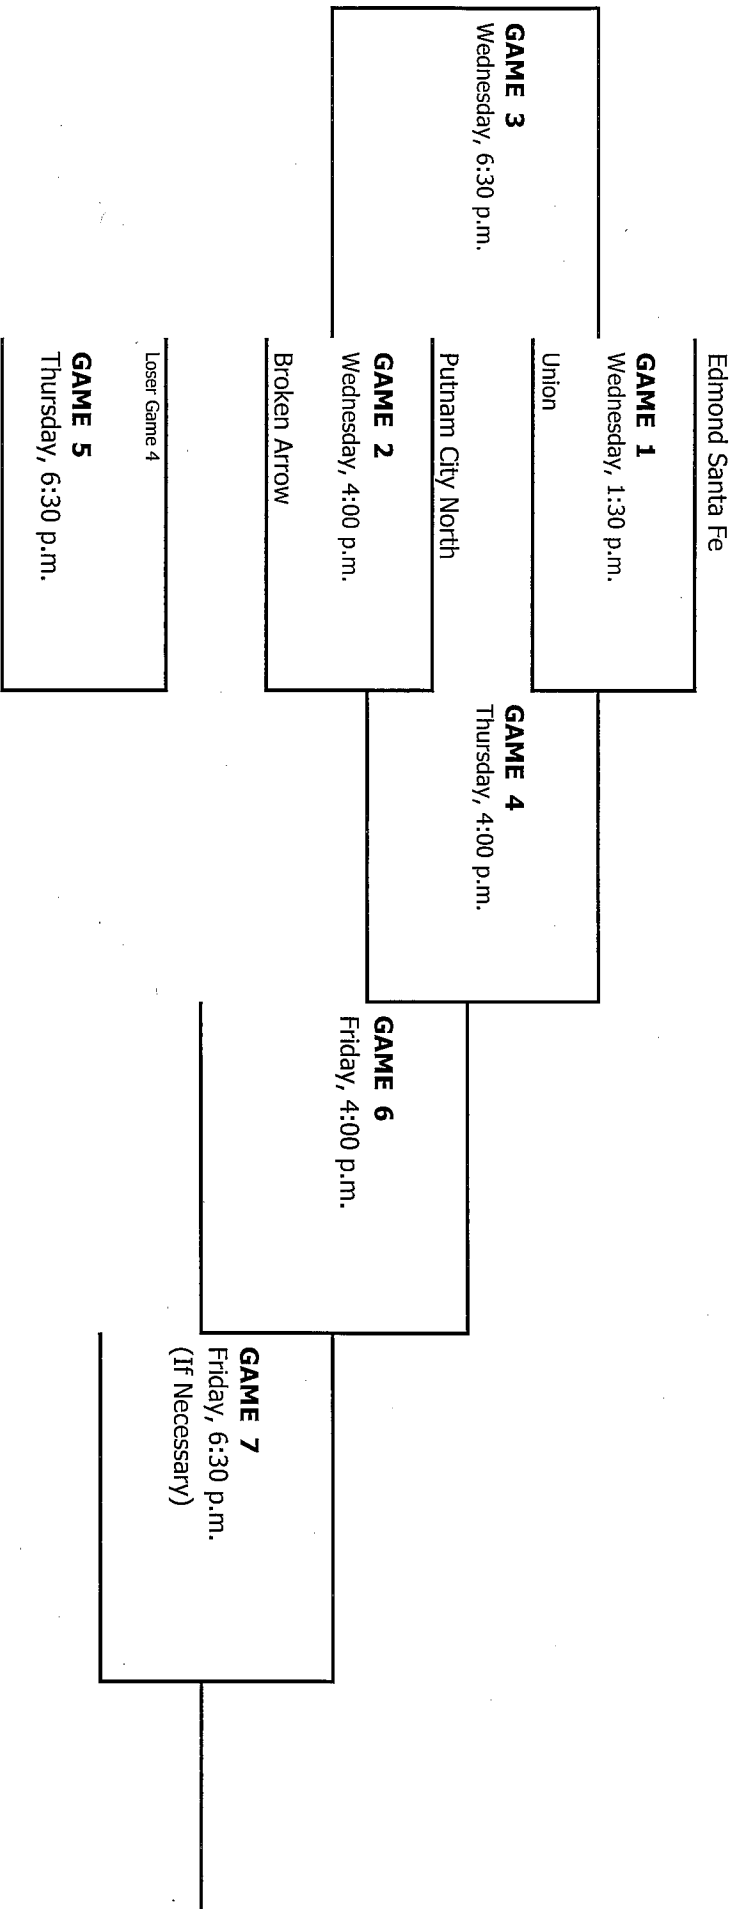 Edmond Santa Fe
GAME 1
Wednesday, 1:30 p.m.
Union
GAME 3
Wednesday, 6:30 p.m.
Putnam City North
GAME 2
Wednesday, 4:00 p.m.
Broken Arrow
GAME 4
Thursday, 4:00 p.m.
Loser Game 4
GAME 5
Thursday, 6:30 p.m.
GAME 6
Friday, 4:00 p.m.
GAME 7
Friday, 6:30 p.m.
(If Necessary)